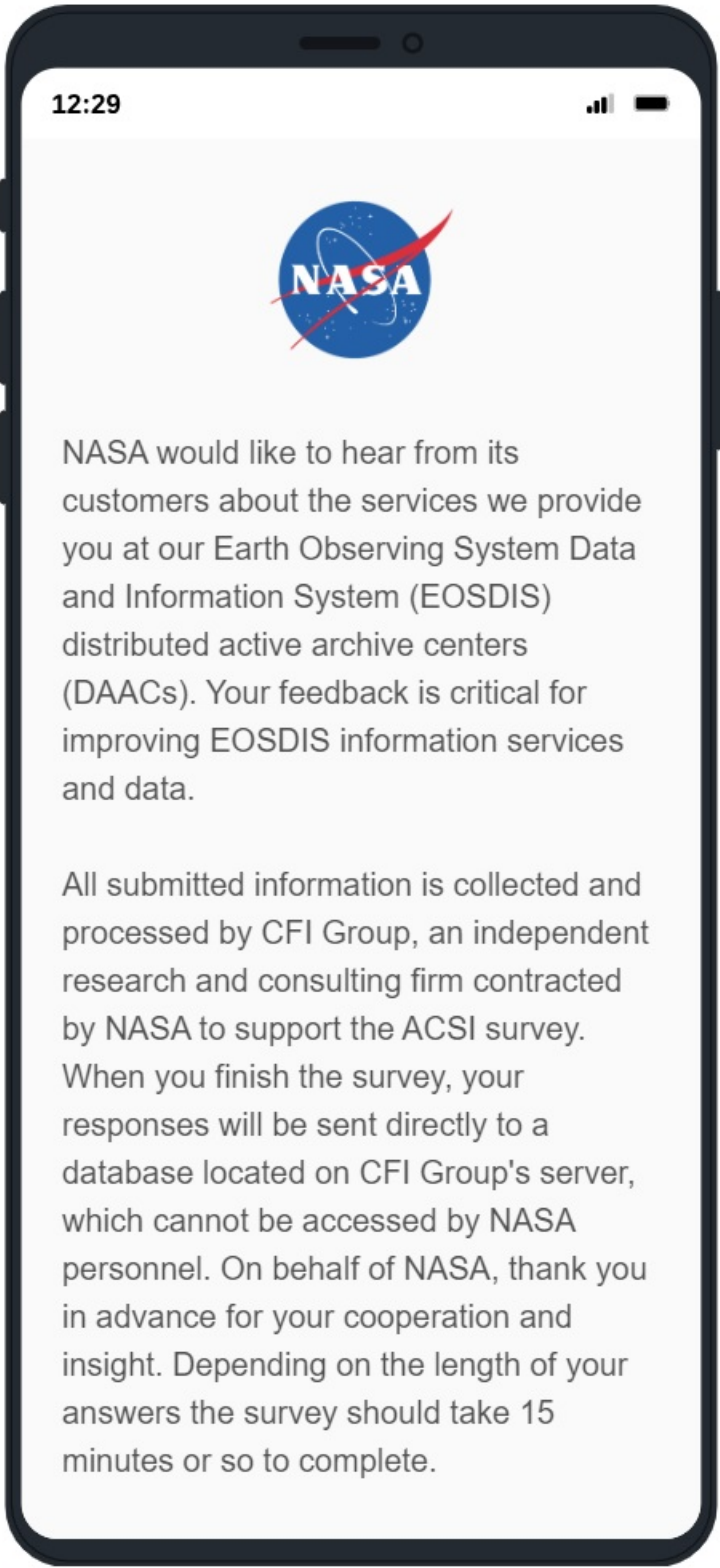 12:29
NASA
NASA would like to hear from its
customers about the services we provide
you at our Earth Observing System Data
and Information System (EOSDIS)
distributed active archive centers
(DAACs). Your feedback is critical for
improving EOSDIS information services
and data.
All submitted information is collected and
processed by CFI Group, an independent
research and consulting firm contracted
by NASA to support the ACSI survey.
When you finish the survey, your
responses will be sent directly to a
database located on CFI Group's server,
which cannot be accessed by NASA
personnel. On behalf of NASA, thank you
in advance for your cooperation and
insight. Depending on the length of your
answers the survey should take 15
minutes or so to complete.